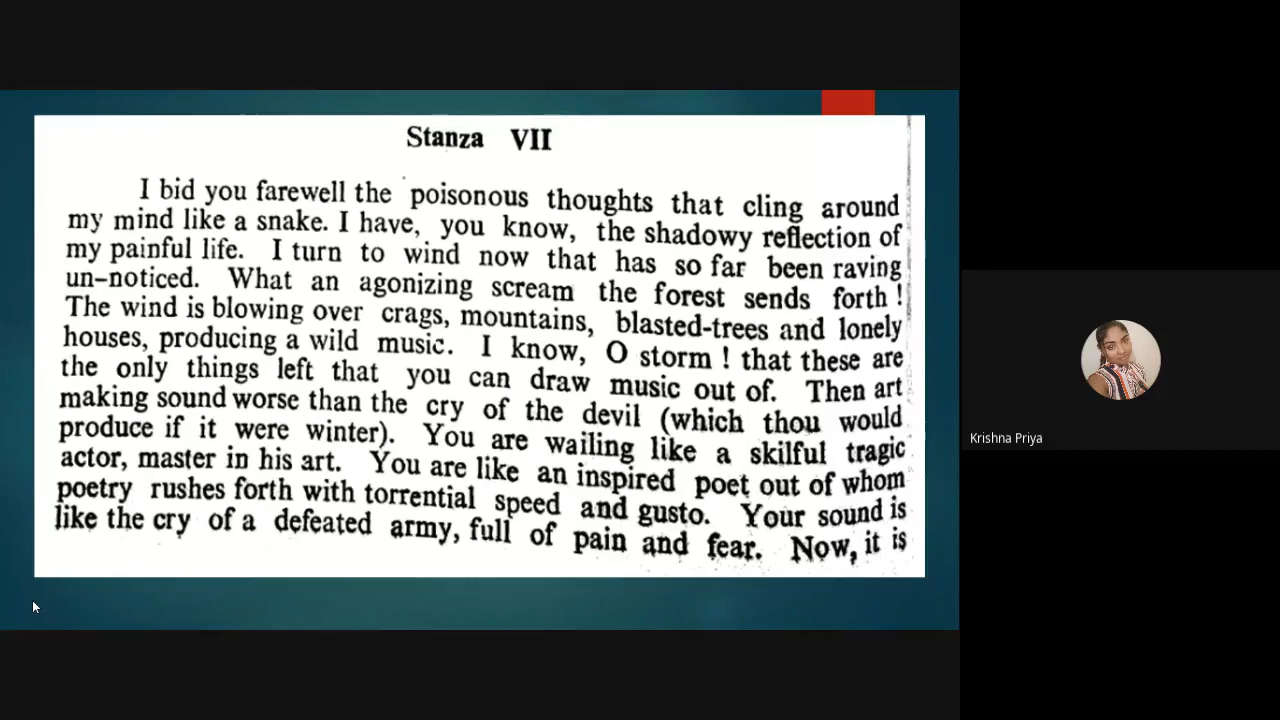 Stanza VII
I bid you farewell the poisonous thoughts that cling around
my mind like a snake. I have, you know, the shadowy reflection of
my painful life. I turn to wind now that has so far been raving
un-noticed. What an agonizing scream the forest sends forth !
The wind is blowing over crags, mountains, blasted-trees and lonely
houses, producing a wild music. I know, O storm ! that these are
the only things left that you can draw music out of. Then art
making sound worse than the cry of the devil (which thou would
produce if it were winter). You are wailing like a skilful tragic
actor, master in his art. You are like an inspired poet out of whom
poetry rushes forth with torrential speed and gusto. Your sound is
like the cry of a defeated army, full of pain and fear. Now, it is
Krishna Priya